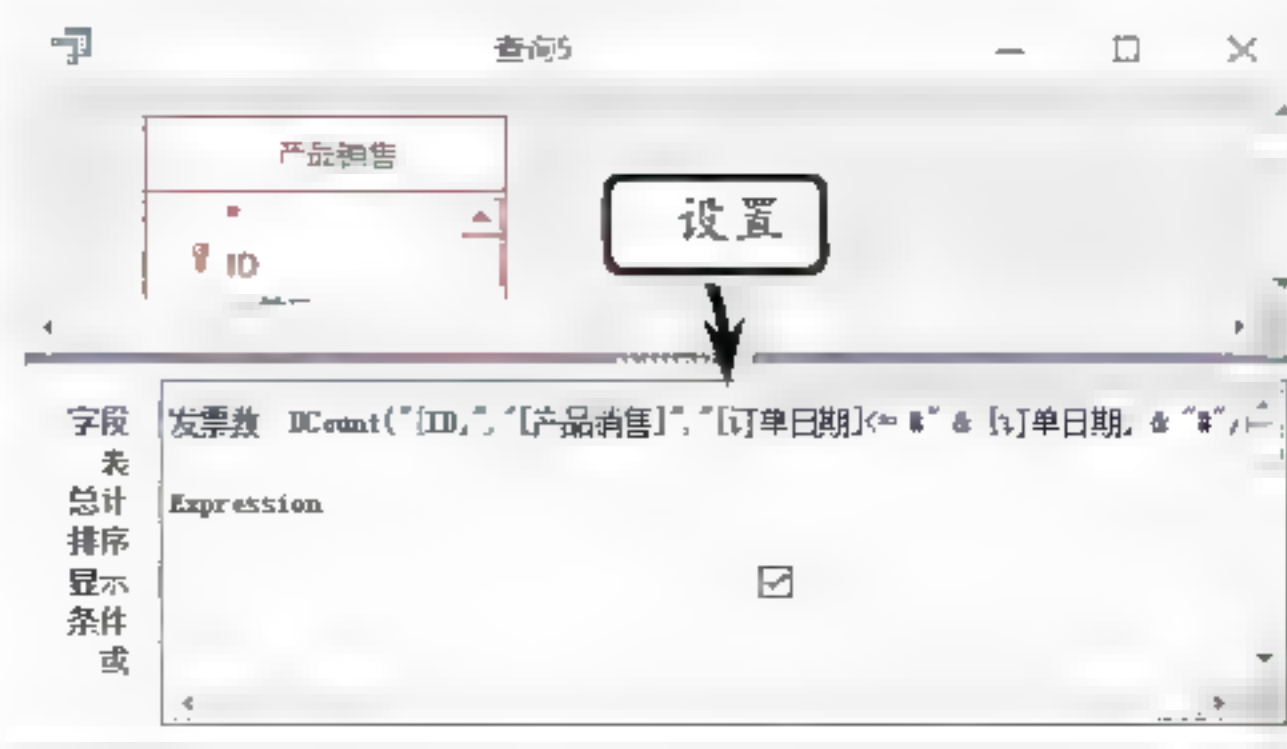 查询5
产品销售
设置
ID
字段 发票数 DCount("[ID]", "[产品销售]", "[订单日期]<= #" & [订单日期] & "#")
表
总计 Expression
排序
显示
条件
或